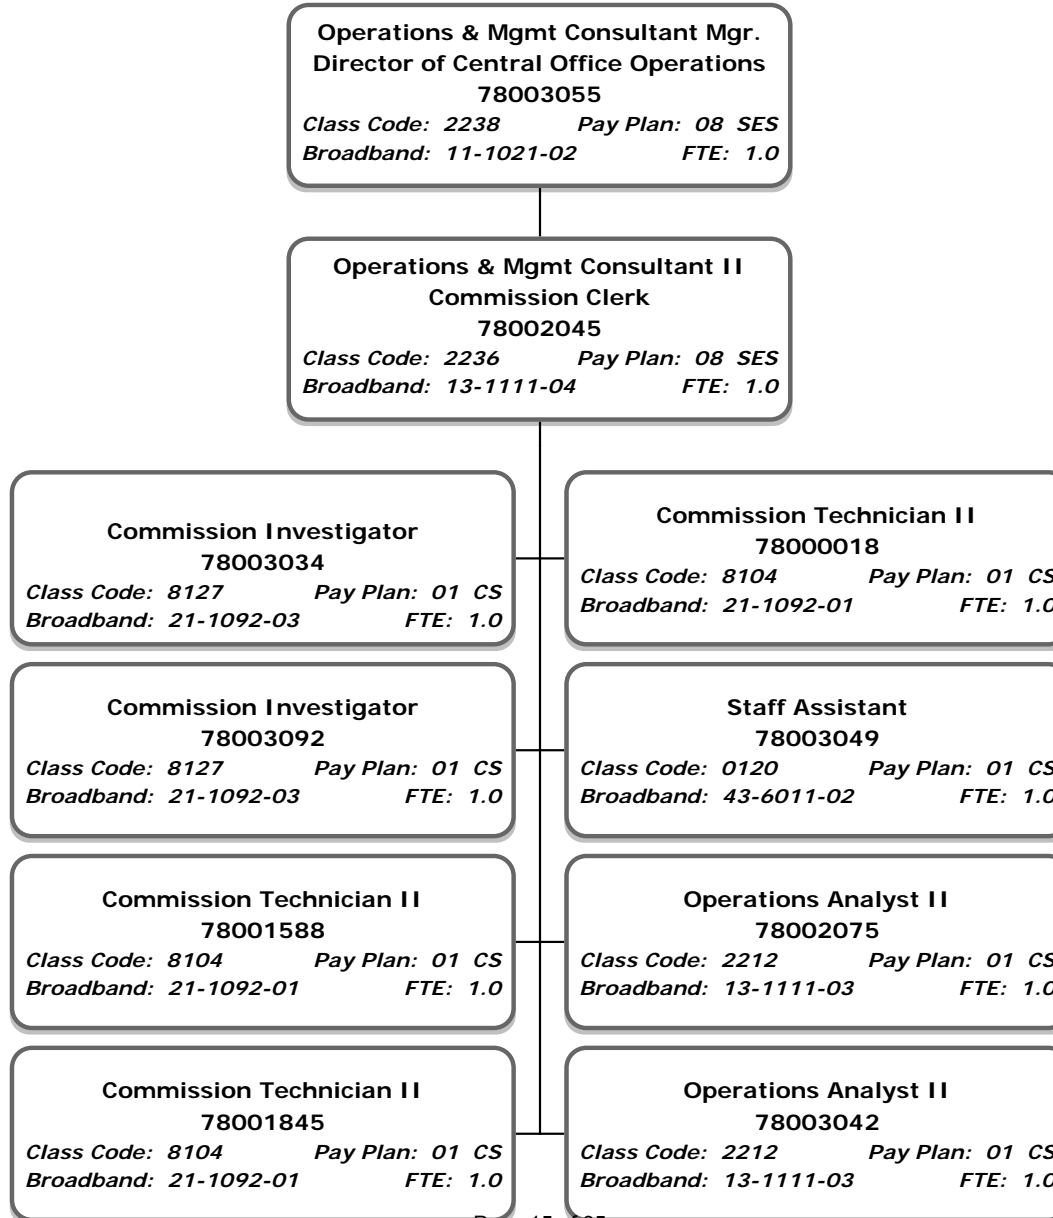 Operations & Mgmt Consultant Mgr.
Director of Central Office Operations
78003055
Class Code: 2238 Pay Plan: 08 SES
Broadband: 11-1021-02 FTE: 1.0
Operations & Mgmt Consultant II
Commission Clerk
78002045
Class Code: 2236 Pay Plan: 08 SES
Broadband: 13-1111-04 FTE: 1.0
Commission Investigator
78003034
Class Code: 8127 Pay Plan: 01 CS
Broadband: 21-1092-03 FTE: 1.0
Commission Technician II
78000018
Class Code: 8104 Pay Plan: 01 CS
Broadband: 21-1092-01 FTE: 1.0
Commission Investigator
78003092
Class Code: 8127 Pay Plan: 01 CS
Broadband: 21-1092-03 FTE: 1.0
Staff Assistant
78003049
Class Code: 0120 Pay Plan: 01 CS
Broadband: 43-6011-02 FTE: 1.0
Commission Technician II
78001588
Class Code: 8104 Pay Plan: 01 CS
Broadband: 21-1092-01 FTE: 1.0
Operations Analyst II
78002075
Class Code: 2212 Pay Plan: 01 CS
Broadband: 13-1111-03 FTE: 1.0
Commission Technician II
78001845
Class Code: 8104 Pay Plan: 01 CS
Broadband: 21-1092-01 FTE: 1.0
Operations Analyst II
78003042
Class Code: 2212 Pay Plan: 01 CS
Broadband: 13-1111-03 FTE: 1.0